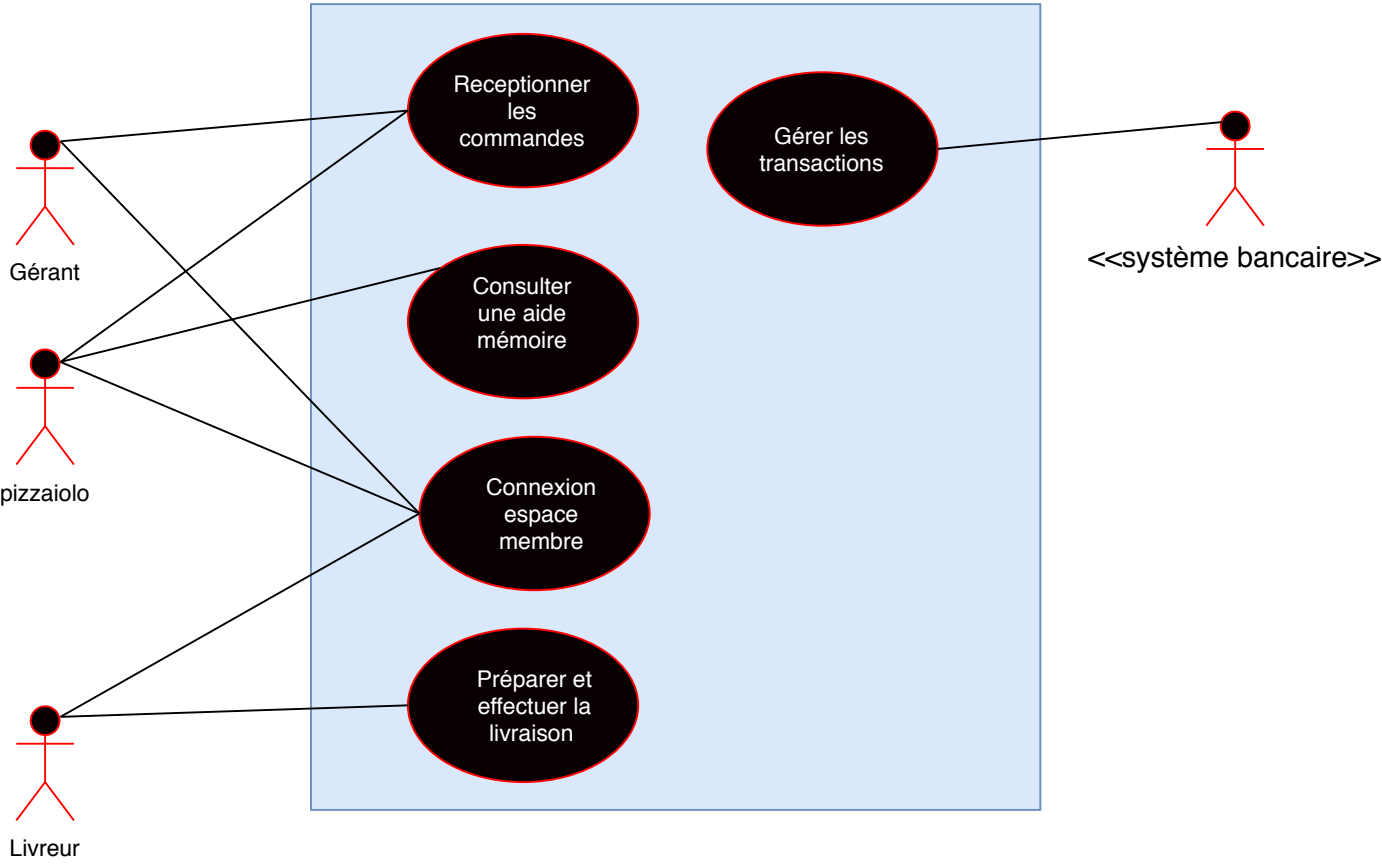 Receptionner
les
commandes
Gérer les
transactions
Gérant
<<système bancaire>>
Consulter
une aide
mémoire
pizzaiolo
Connexion
espace
membre
Préparer et
effectuer la
livraison
Livreur